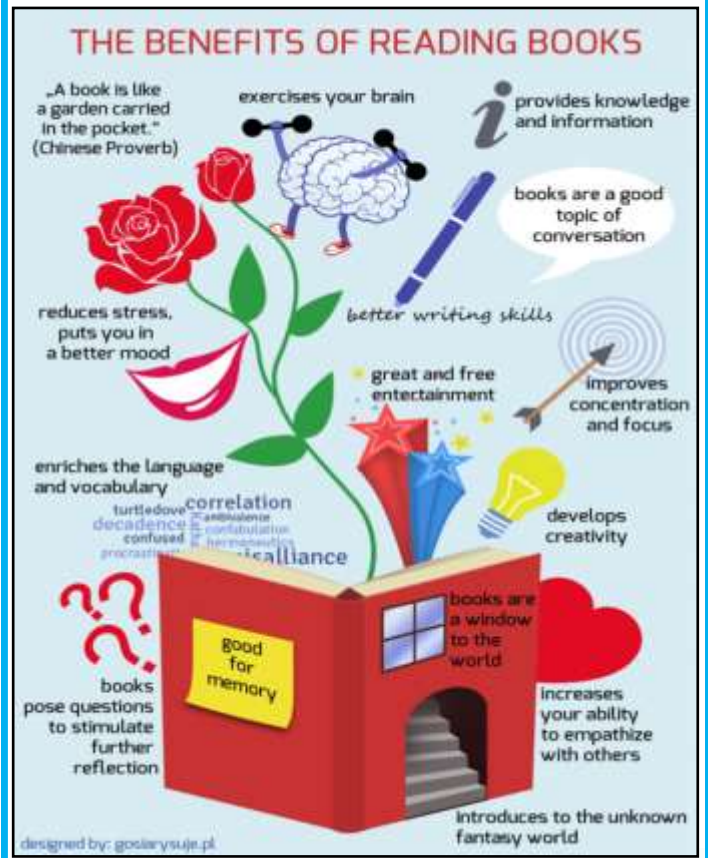 THE BENEFITS OF READING BOOKS
„A book is like
a garden carried
in the pocket.“
(Chinese Proverb)
exercises your brain
provides knowledge
and information
books are a good
topic of
conversation
better writing skills
reduces stress,
puts you in
a better mood
great and free
entertainment
improves
concentration
and focus
enriches the language
and vocabulary
correlation
turtledove
ambivalence
decadence
confabulation
confused
hermeneutics
develops
creativity
books are
a window
to the
world
good
for
memory
books
pose questions
to stimulate
further
reflection
increases
your ability
to empathize
with others
introduces to the unknown
fantasy world
designed by: gosiarysuje.pl